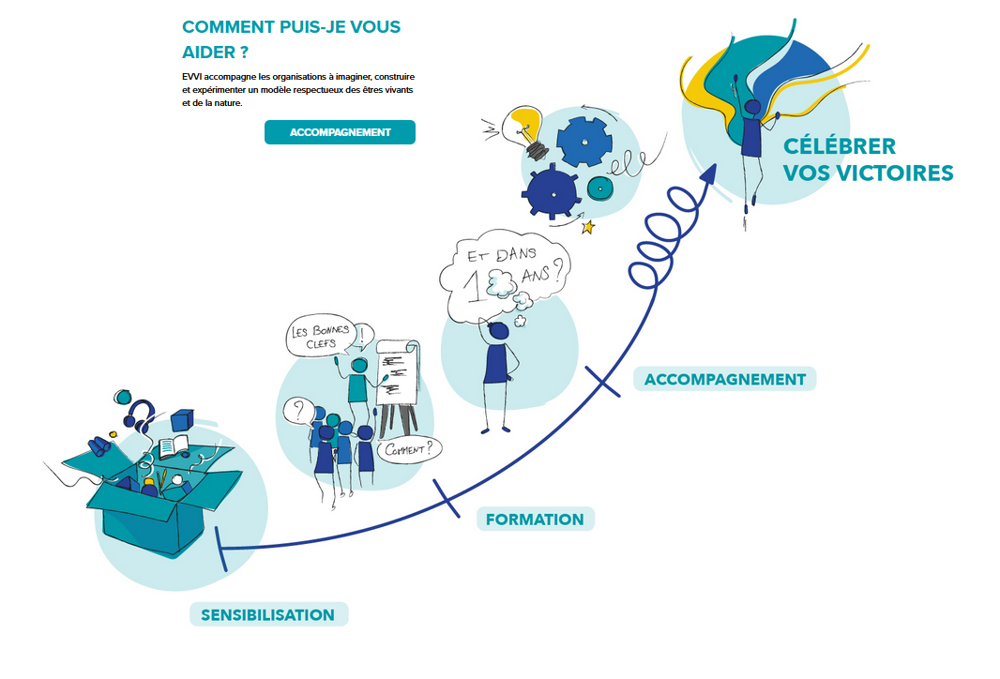 COMMENT PUIS-JE VOUS
AIDER ?
EVVI accompagne les organisations à imaginer, construire
et expérimenter un modèle respectueux des êtres vivants
et de la nature.
ACCOMPAGNEMENT
CÉLÉBRER
VOS VICTOIRES
ET DANS
10 ANS ?
LES BONNES
CLEFS
!
?
COMMENT ?
ACCOMPAGNEMENT
FORMATION
SENSIBILISATION